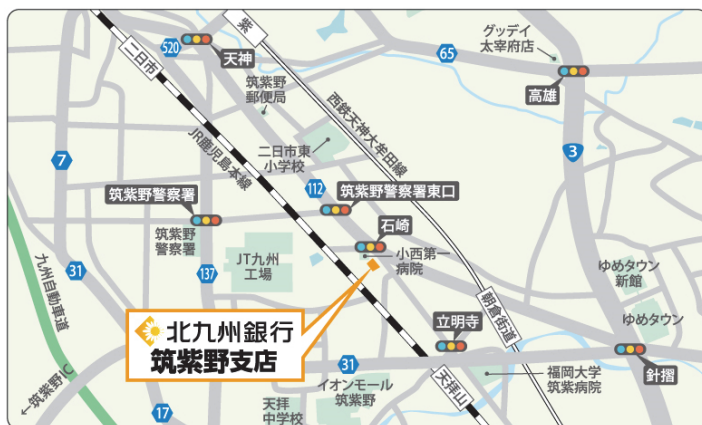 二日市
520
天神
紫
65
グッデイ
太宰府店
高雄
筑紫野
郵便局
西鉄天神大牟田線
二日市東
小学校
3
7
JR鹿児島本線
112
筑紫野警察署東口
筑紫野警察署
石崎
筑紫野
警察署
小西第一
病院
JT九州
工場
九州自動車道
31
137
ゆめタウン
新館
朝倉街道
北九州銀行
筑紫野支店
立明寺
ゆめタウン
針摺
31
イオンモール
筑紫野
天拝山
福岡大学
筑紫病院
←筑紫野IC
17
天拝
中学校